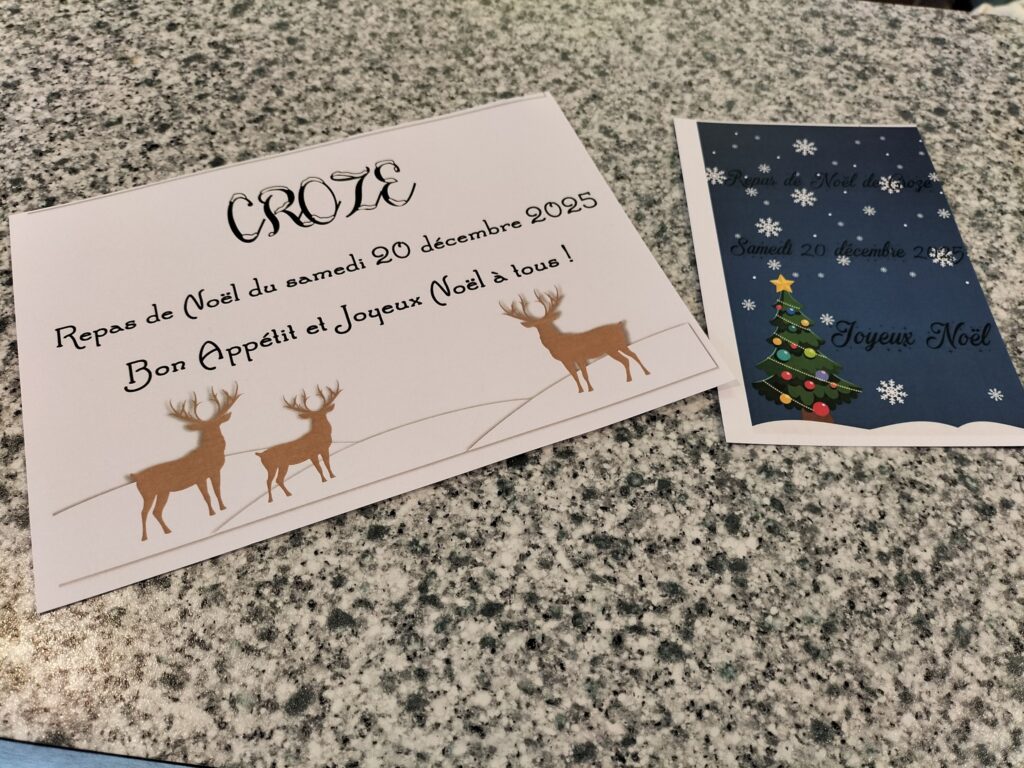 CROZE
Repas de Noël du samedi 20 décembre 2025
Bon Appétit et Joyeux Noël à tous !
Repas de Noël de Croze
Samedi 20 décembre 2025
Joyeux Noël